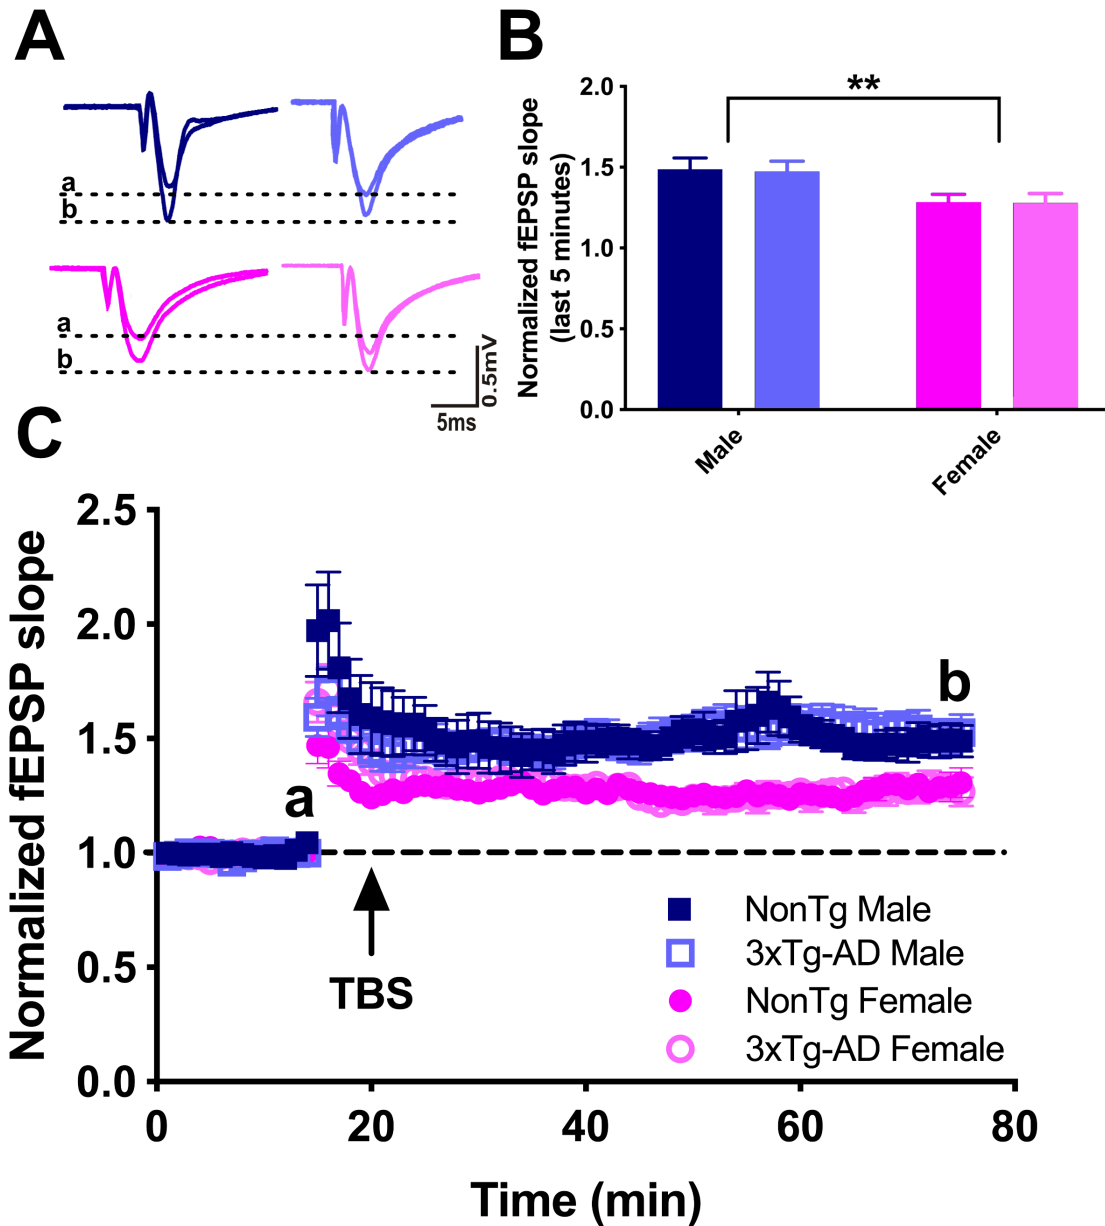 A
a
b
a
b
0.5mV
5ms
B
Normalized fEPSP slope
(last 5 minutes)
2.0
1.5
1.0
0.5
0.0
**
Male
Female
C
Normalized fEPSP slope
2.5
2.0
1.5
1.0
0.5
0.0
a
b
TBS
NonTg Male
3xTg-AD Male
NonTg Female
3xTg-AD Female
0 20 40 60 80
Time (min)